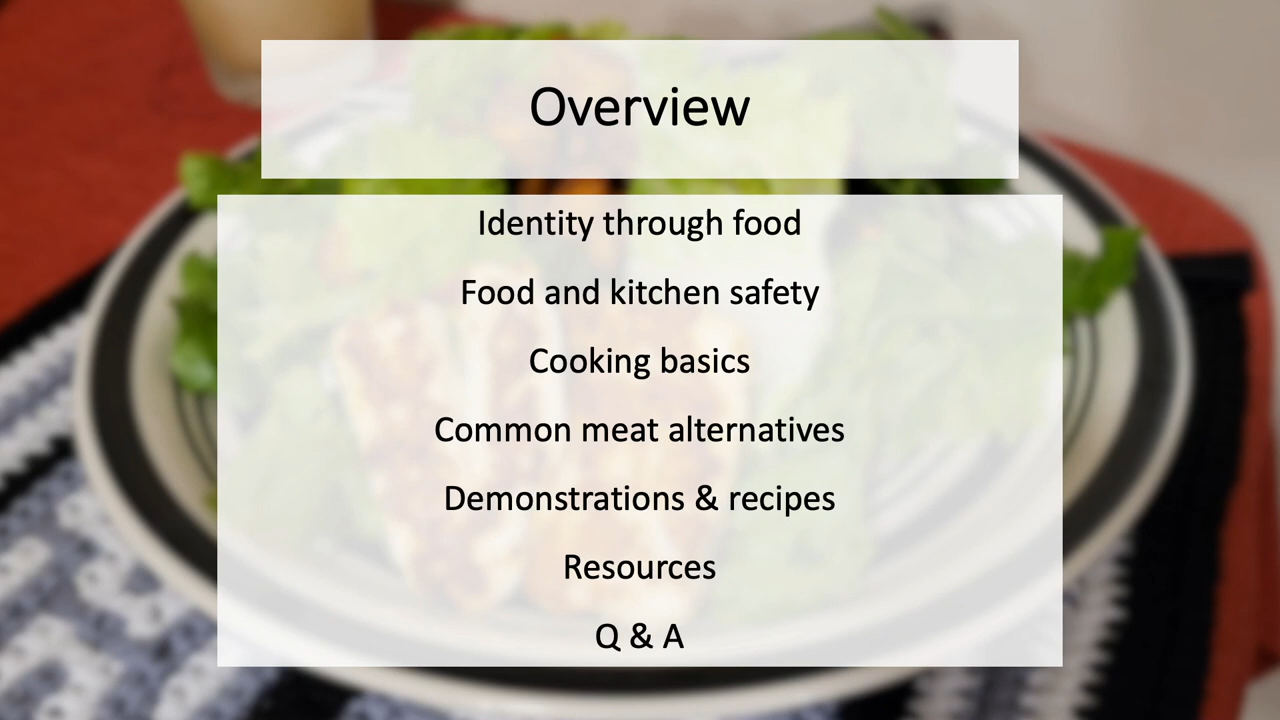 Overview
Identity through food
Food and kitchen safety
Cooking basics
Common meat alternatives
Demonstrations & recipes
Resources
Q & A